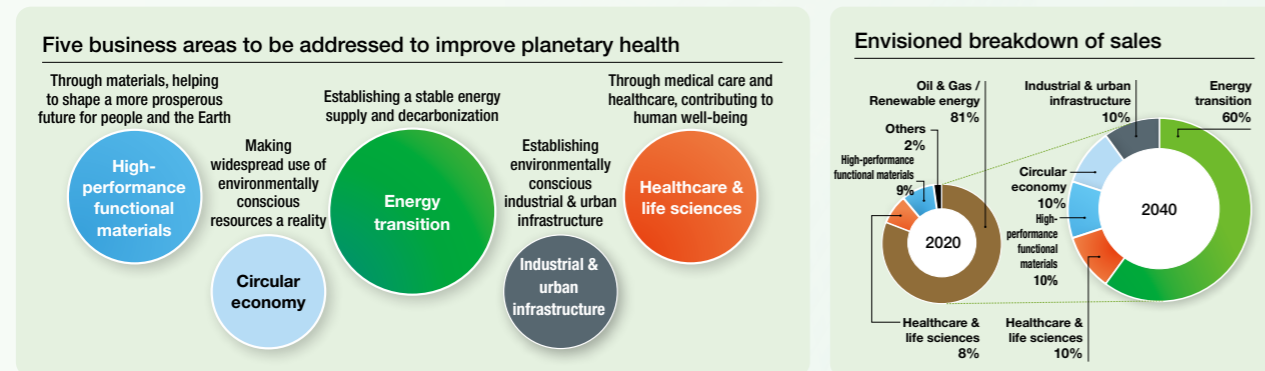 Five business areas to be addressed to improve planetary health
Through materials, helping
to shape a more prosperous
future for people and the Earth
High-
performance
functional
materials
Making
widespread use of
environmentally
conscious
resources a reality
Circular
economy
Establishing a stable energy
supply and decarbonization
Energy
transition
Establishing
environmentally
conscious
industrial & urban
infrastructure
Industrial &
urban
infrastructure
Through medical care and
healthcare, contributing to
human well-being
Healthcare &
life sciences
Envisioned breakdown of sales
Oil & Gas /
Renewable energy
81%
Others
2%
High-performance
functional materials
9%
2020
Healthcare &
life sciences
8%
Industrial & urban
infrastructure
10%
Energy
transition
60%
Circular
economy
10%
High-
performance
functional
materials
10%
2040
Healthcare &
life sciences
10%